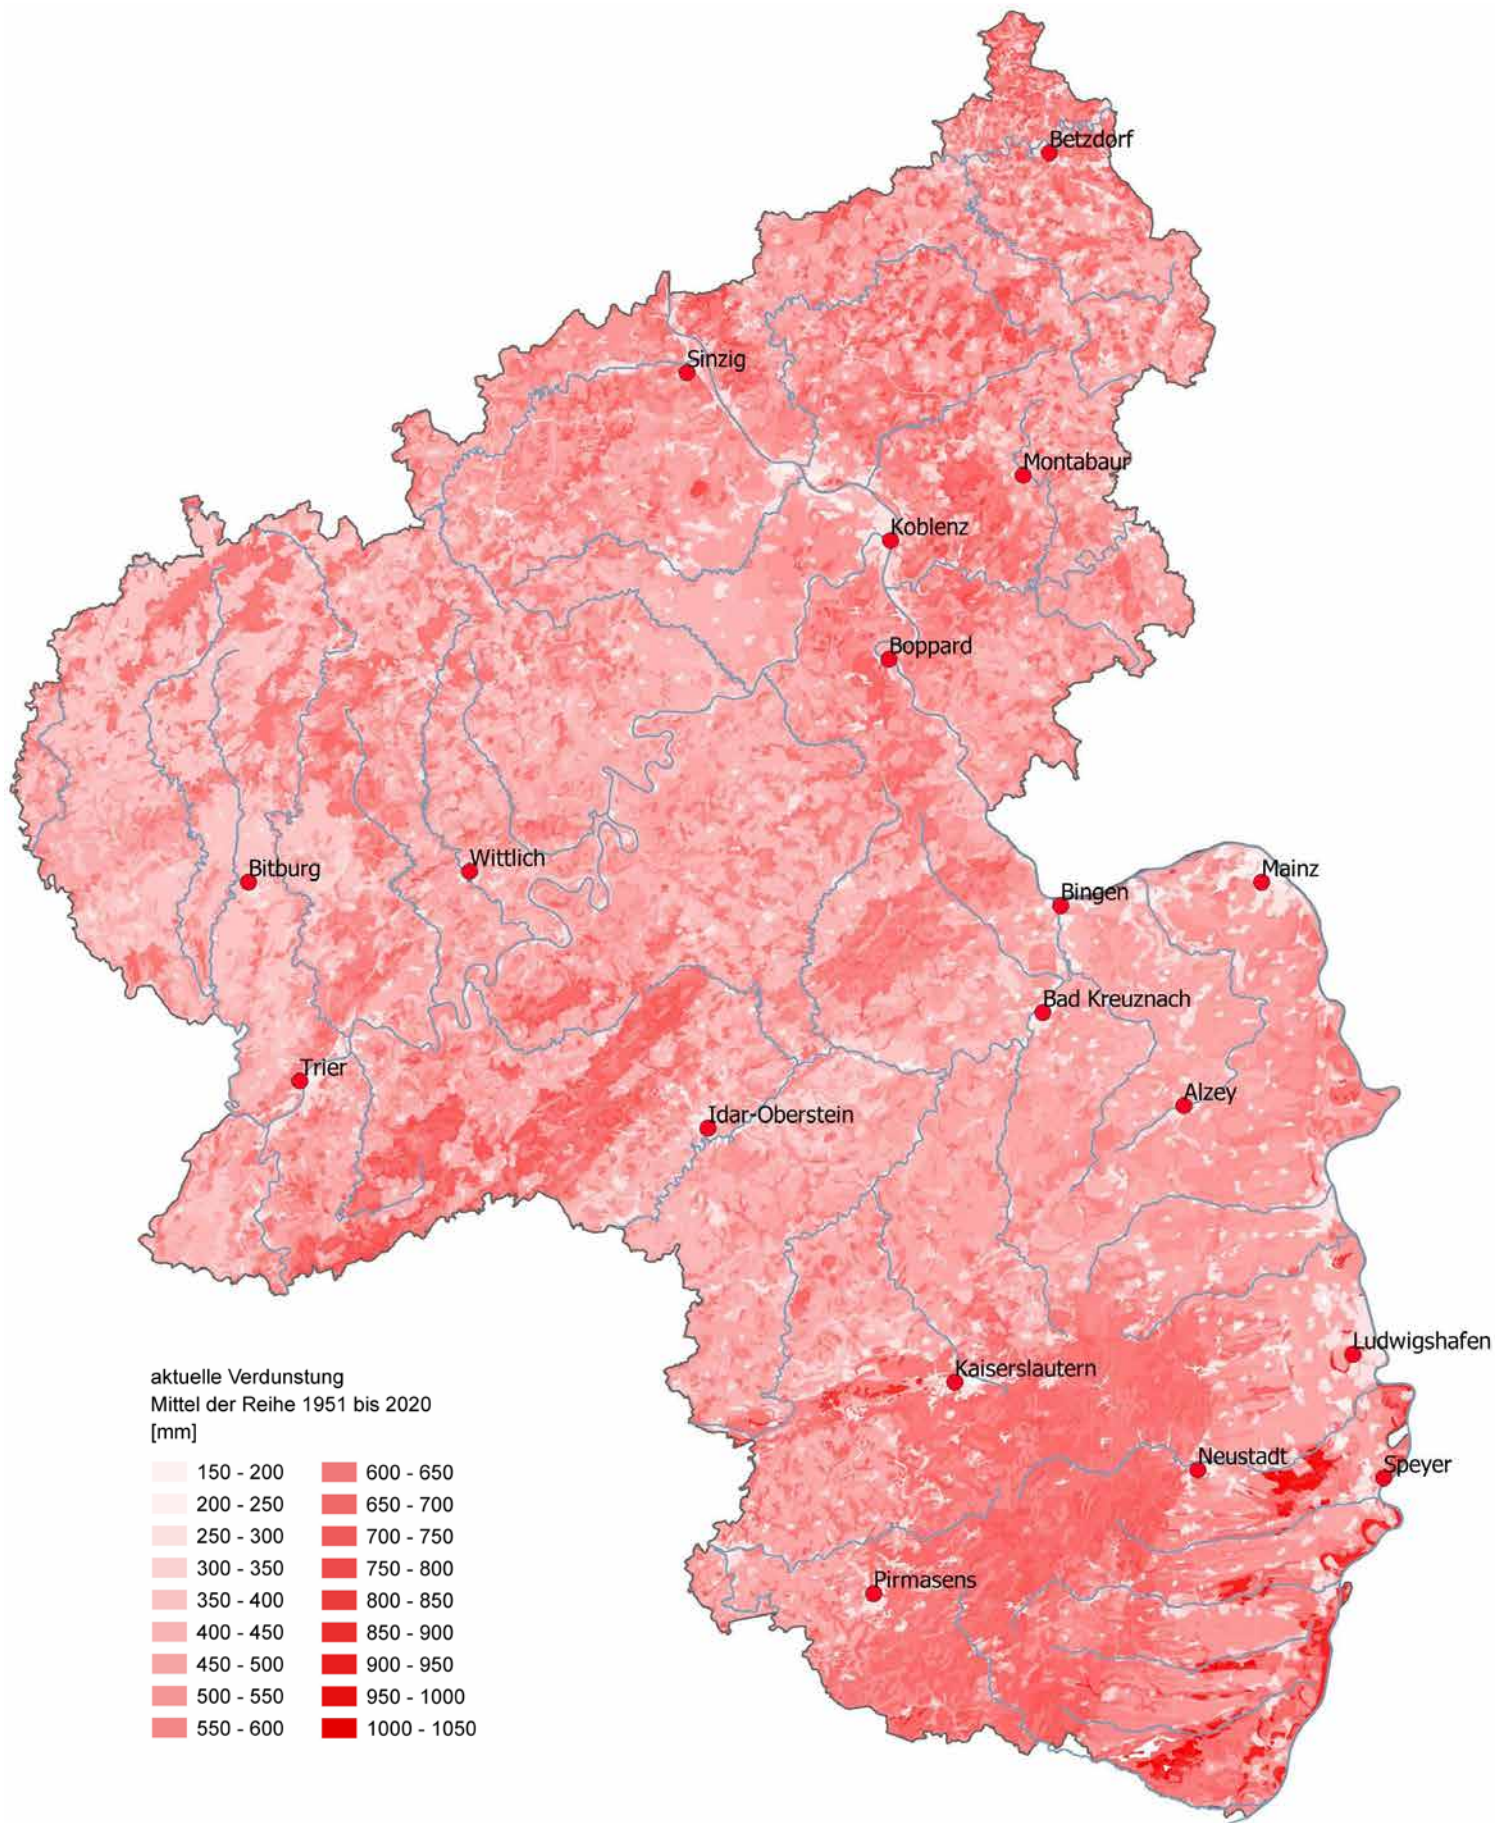 Betzdorf
Sinzig
Montabaur
Koblenz
Boppard
Wittlich
Bitburg
Mainz
Bingen
Bad Kreuznach
Trier
Alzey
Idar-Oberstein
Ludwigshafen
Kaiserslautern
Neustadt
Speyer
Pirmasens
aktuelle Verdunstung
Mittel der Reihe 1951 bis 2020
[mm]
150 - 200
200 - 250
250 - 300
300 - 350
350 - 400
400 - 450
450 - 500
500 - 550
550 - 600
600 - 650
650 - 700
700 - 750
750 - 800
800 - 850
850 - 900
900 - 950
950 - 1000
1000 - 1050